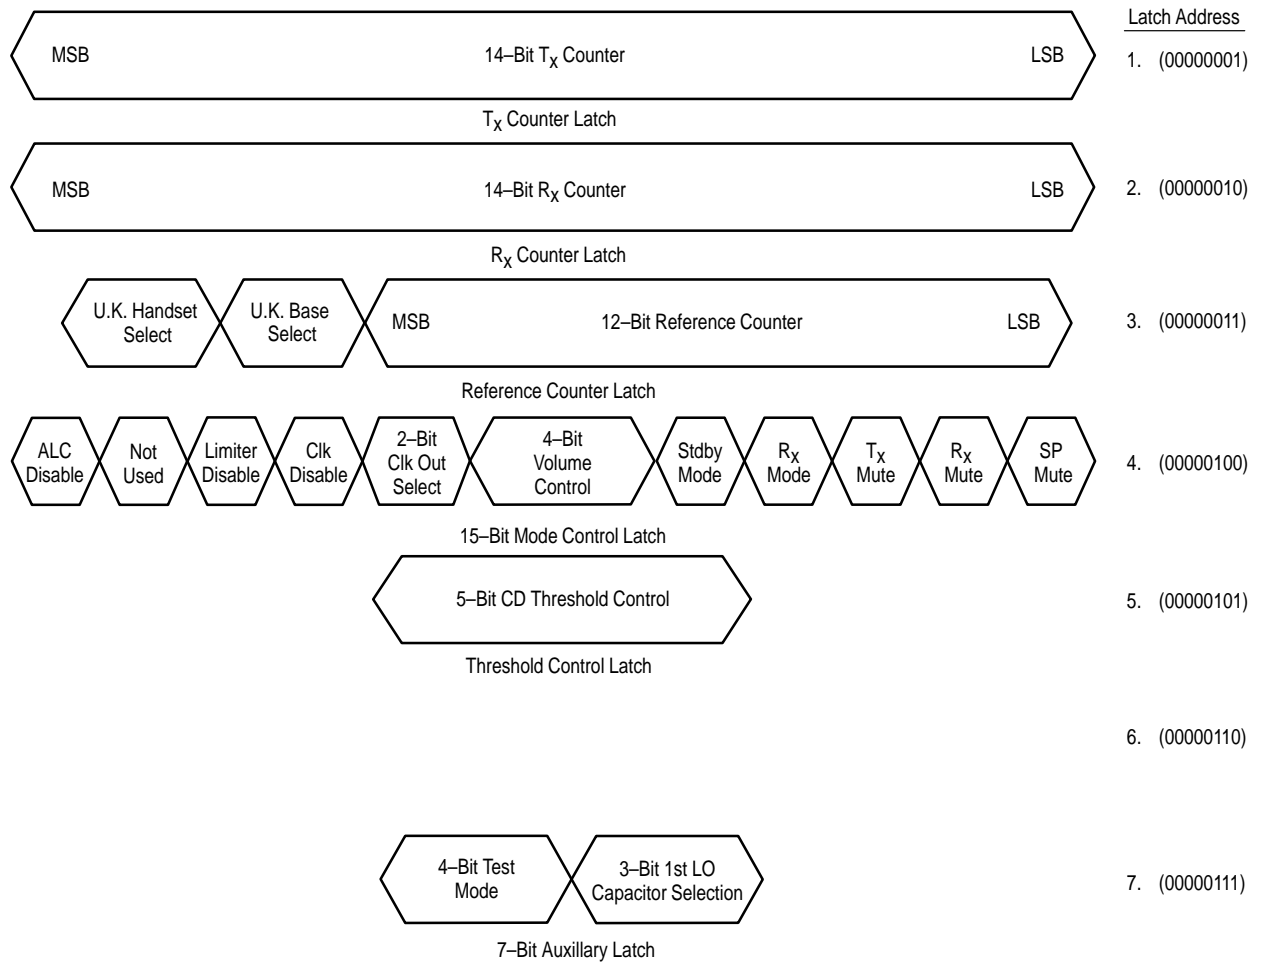 Latch Address
MSB 14–Bit TX Counter LSB 1. (00000001)
TX Counter Latch
MSB 14–Bit RX Counter LSB 2. (00000010)
RX Counter Latch
U.K. Handset
Select
U.K. Base
Select
MSB 12–Bit Reference Counter LSB 3. (00000011)
Reference Counter Latch
ALC
Disable
Not
Used
Limiter
Disable
Clk
Disable
2–Bit
Clk Out
Select
4–Bit
Volume
Control
Stdby
Mode
RX
Mode
TX
Mute
RX
Mute
SP
Mute
4. (00000100)
15–Bit Mode Control Latch
5–Bit CD Threshold Control 5. (00000101)
Threshold Control Latch
6. (00000110)
4–Bit Test
Mode
3–Bit 1st LO
Capacitor Selection
7. (00000111)
7–Bit Auxillary Latch